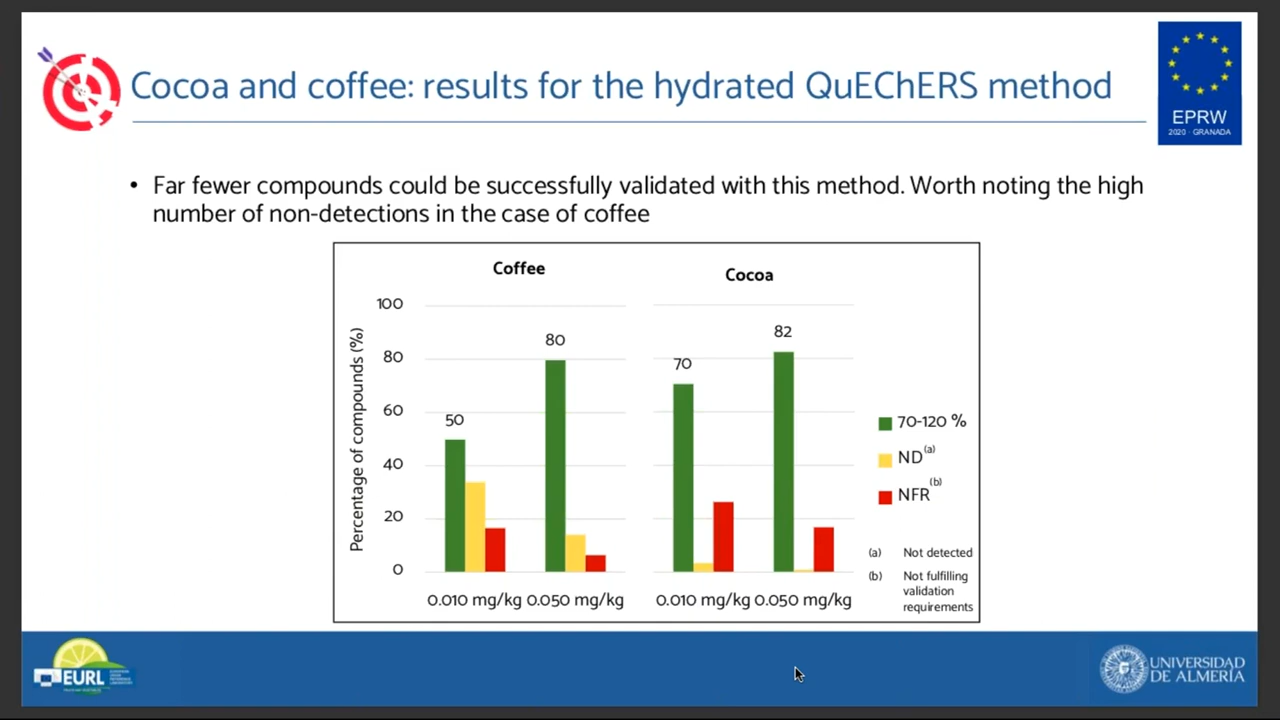 Cocoa and coffee: results for the hydrated QuEChERS method
EPRW
2020 · GRANADA
• Far fewer compounds could be successfully validated with this method. Worth noting the high
number of non-detections in the case of coffee
Coffee
Cocoa
Percentage of compounds (%)
100
80
60
40
20
0
50
80
70
82
0.010 mg/kg 0.050 mg/kg
0.010 mg/kg 0.050 mg/kg
70-120 %
ND(a)
NFR(b)
(a) Not detected
(b) Not fulfilling
validation
requirements
EURL
UNIVERSIDAD
DE ALMERÍA